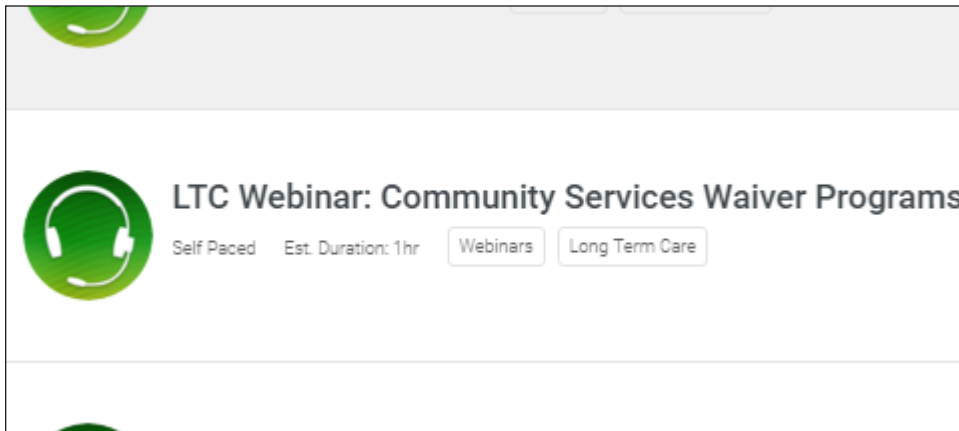 LTC Webinar: Community Services Waiver Programs
Self Paced Est. Duration: 1hr Webinars Long Term Care